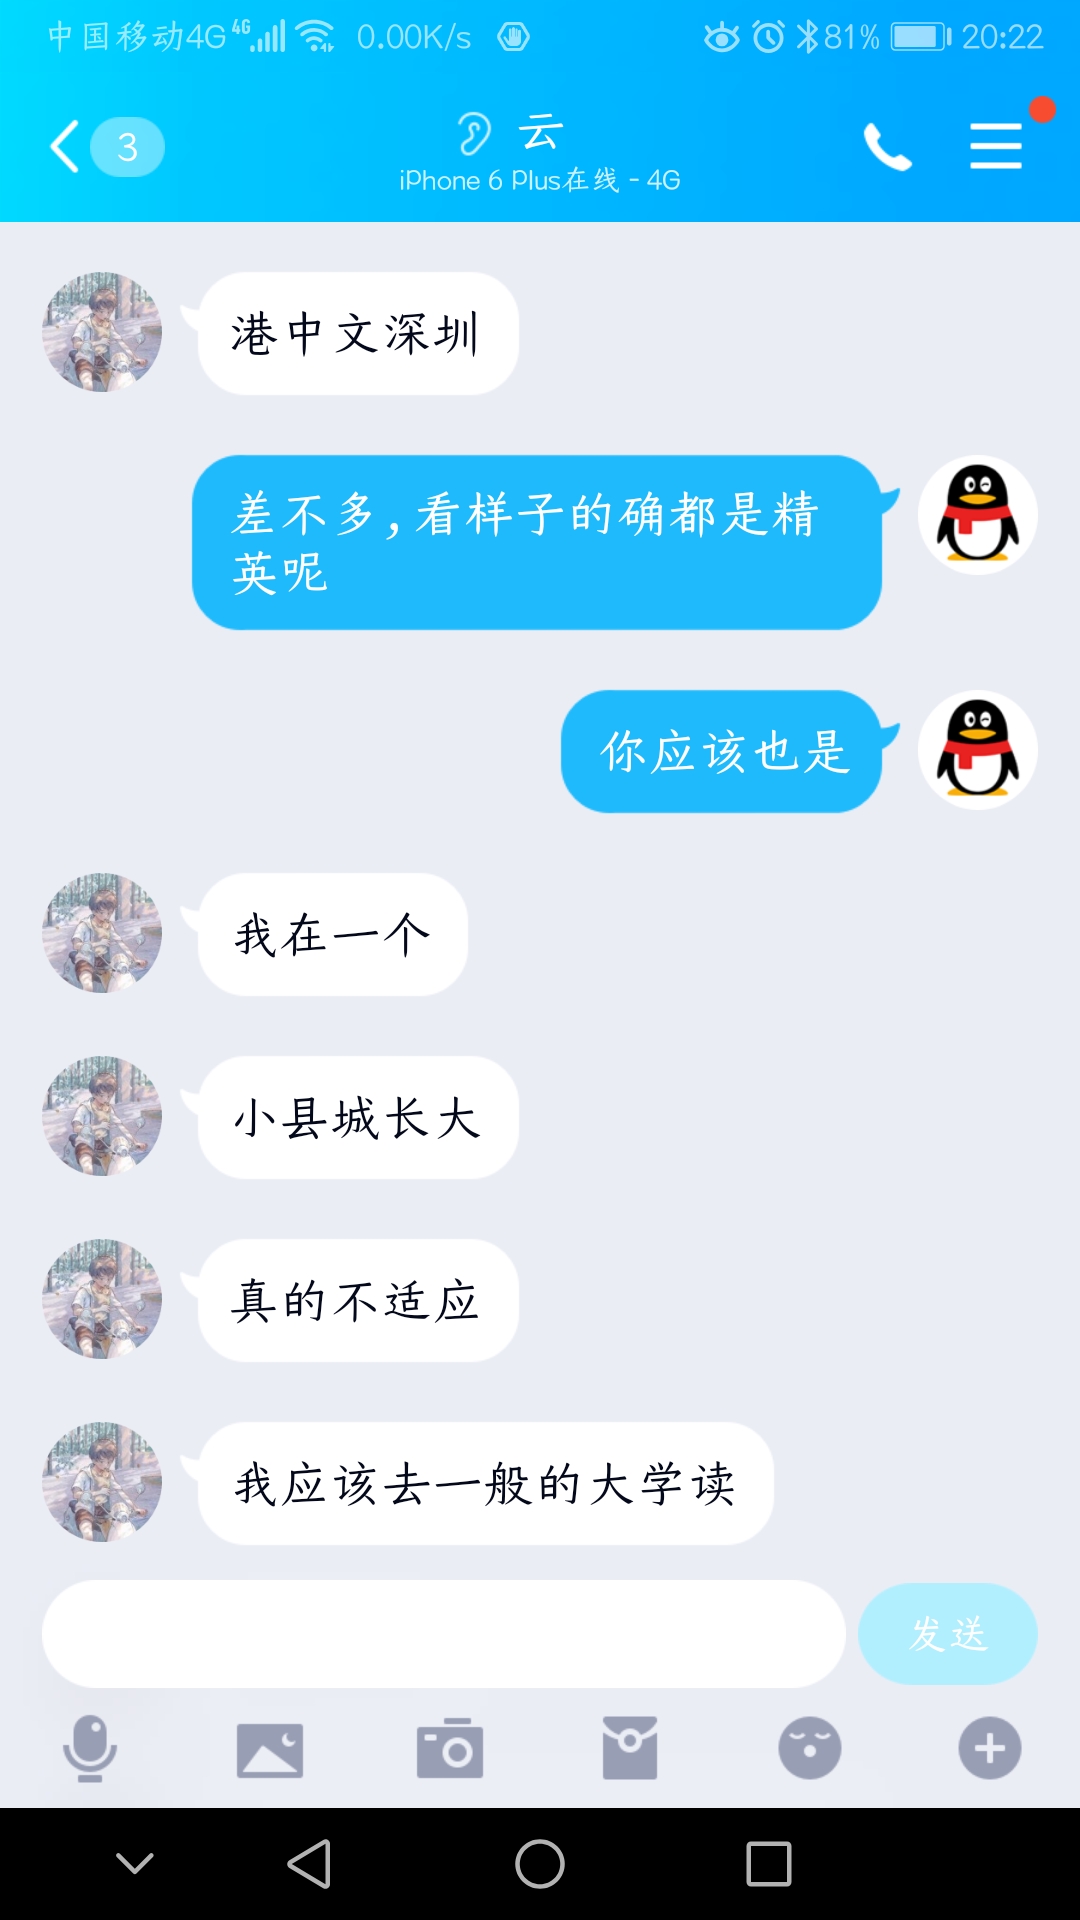 中国移动4G 4G 0.00K/s 81% 20:22
3 云
iPhone 6 Plus在线 - 4G
港中文深圳
差不多,看样子的确都是精
英呢
你应该也是
我在一个
小县城长大
真的不适应
我应该去一般的大学读
发送